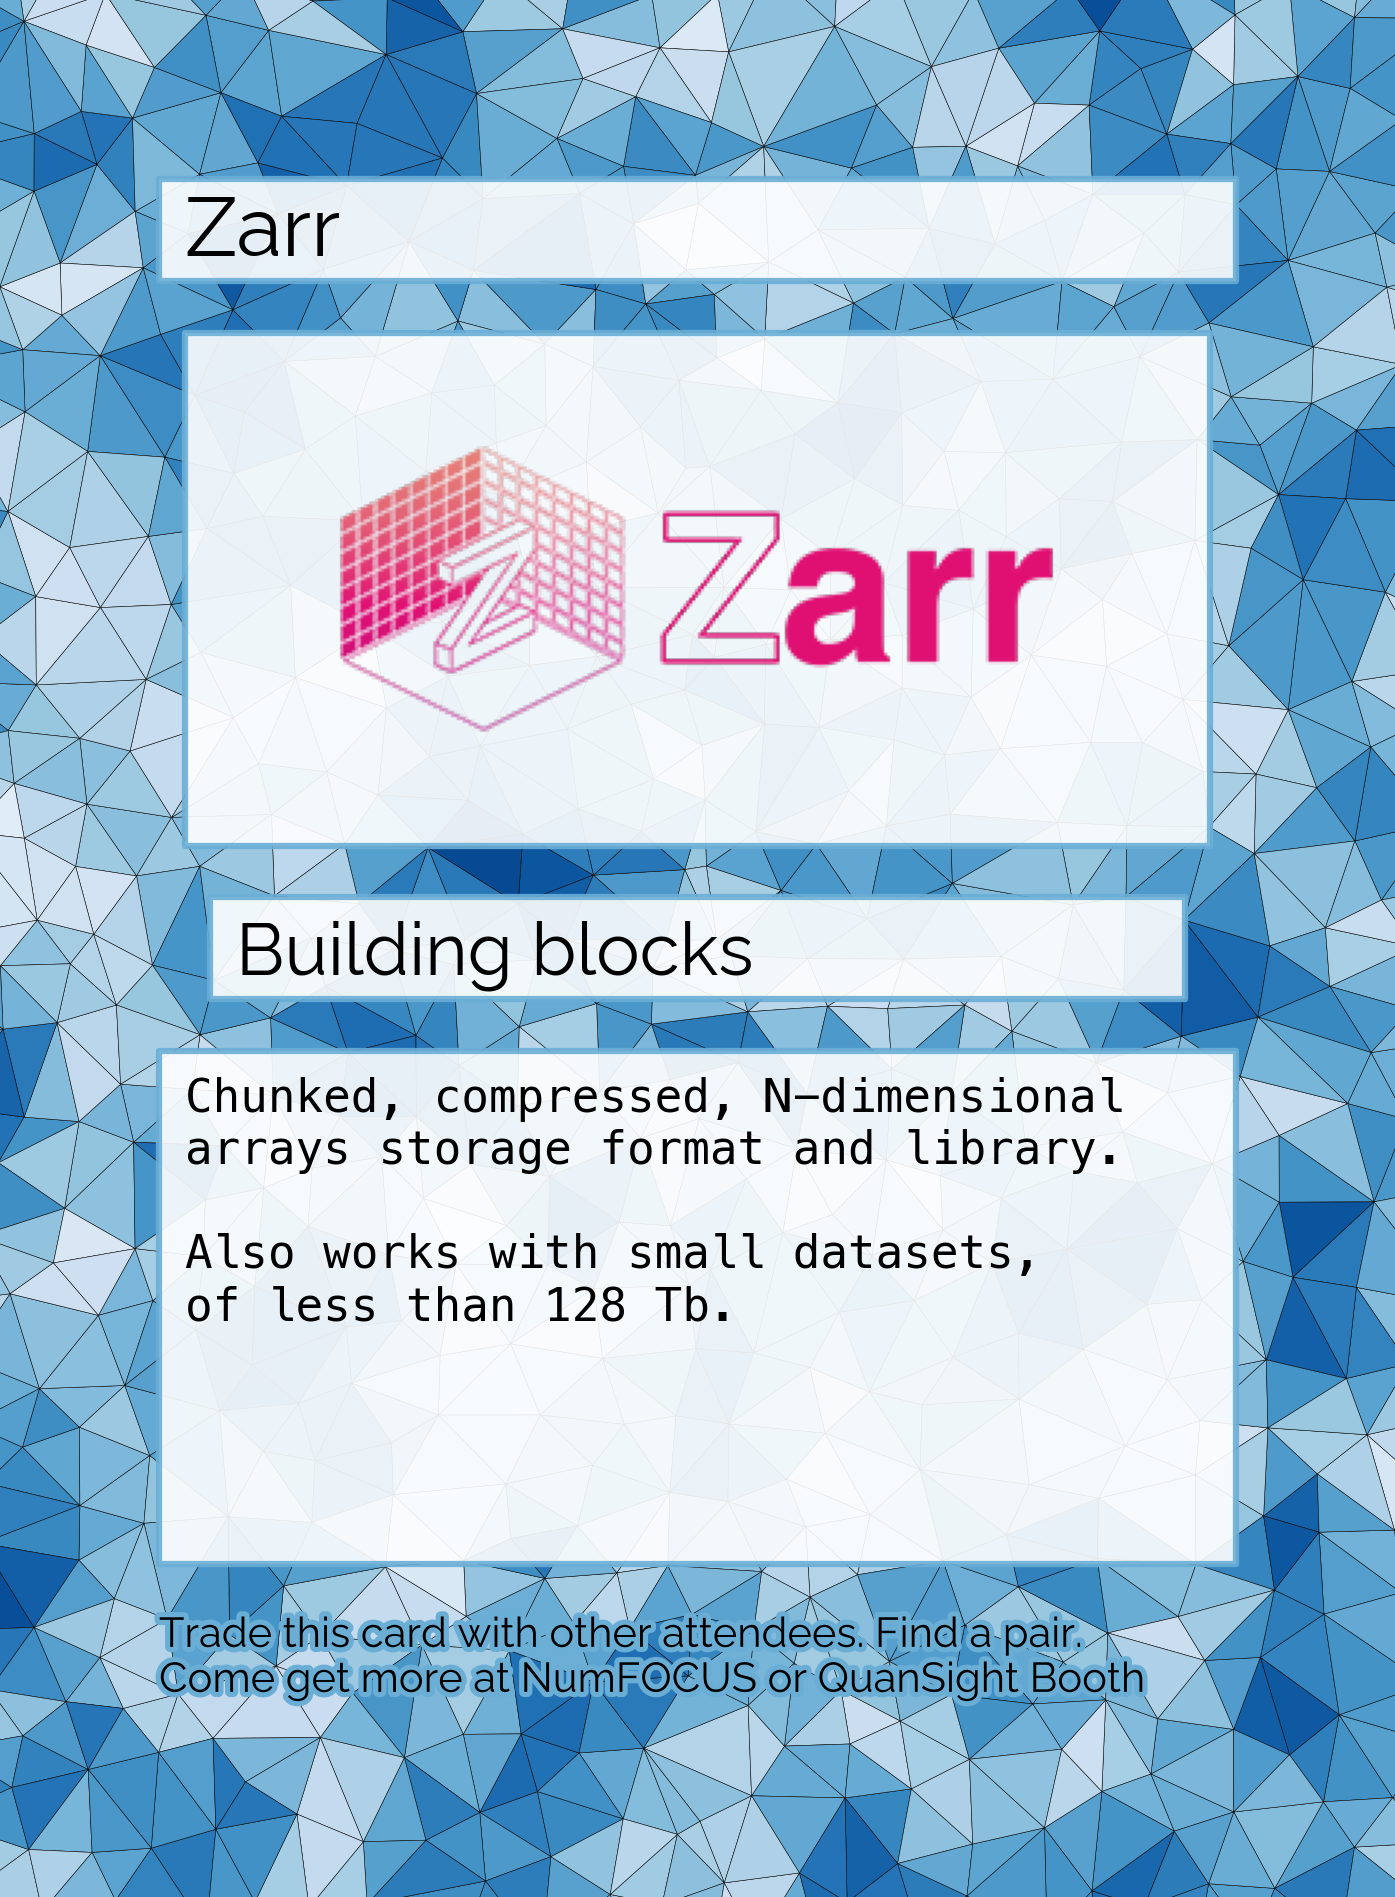 Zarr
Zarr
Building blocks
Chunked, compressed, N−dimensional
arrays storage format and library.
Also works with small datasets,
of less than 128 Tb.
Trade this card with other attendees. Find a pair.
Come get more at NumFOCUS or QuanSight Booth